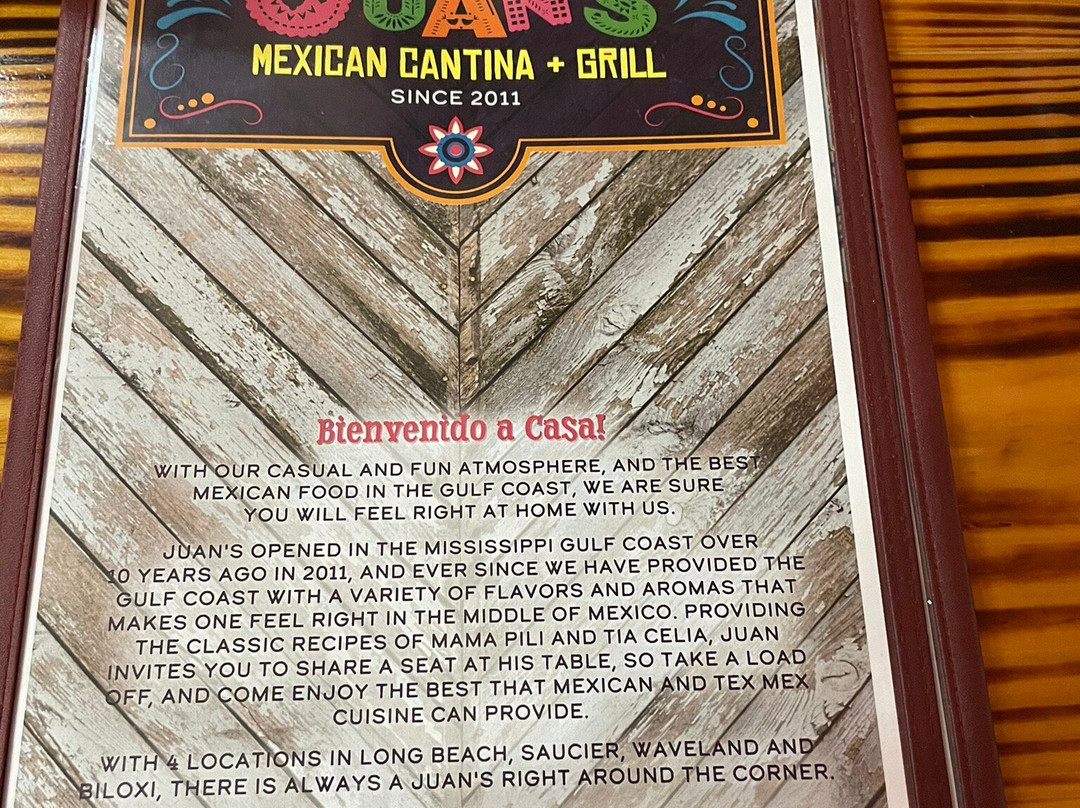 JUANS
MEXICAN CANTINA + GRILL
SINCE 2011
Bienvenido a Casa!
WITH OUR CASUAL AND FUN ATMOSPHERE, AND THE BEST
MEXICAN FOOD IN THE GULF COAST, WE ARE SURE
YOU WILL FEEL RIGHT AT HOME WITH US.
JUAN'S OPENED IN THE MISSISSIPPI GULF COAST OVER
10 YEARS AGO IN 2011, AND EVER SINCE WE HAVE PROVIDED THE
GULF COAST WITH A VARIETY OF FLAVORS AND AROMAS THAT
MAKES ONE FEEL RIGHT IN THE MIDDLE OF MEXICO. PROVIDING
THE CLASSIC RECIPES OF MAMA PILI AND TIA CELIA, JUAN
INVITES YOU TO SHARE A SEAT AT HIS TABLE, SO TAKE A LOAD
OFF, AND COME ENJOY THE BEST THAT MEXICAN AND TEX MEX
CUISINE CAN PROVIDE.
WITH 4 LOCATIONS IN LONG BEACH, SAUCIER, WAVELAND AND
BILOXI, THERE IS ALWAYS A JUAN'S RIGHT AROUND THE CORNER.